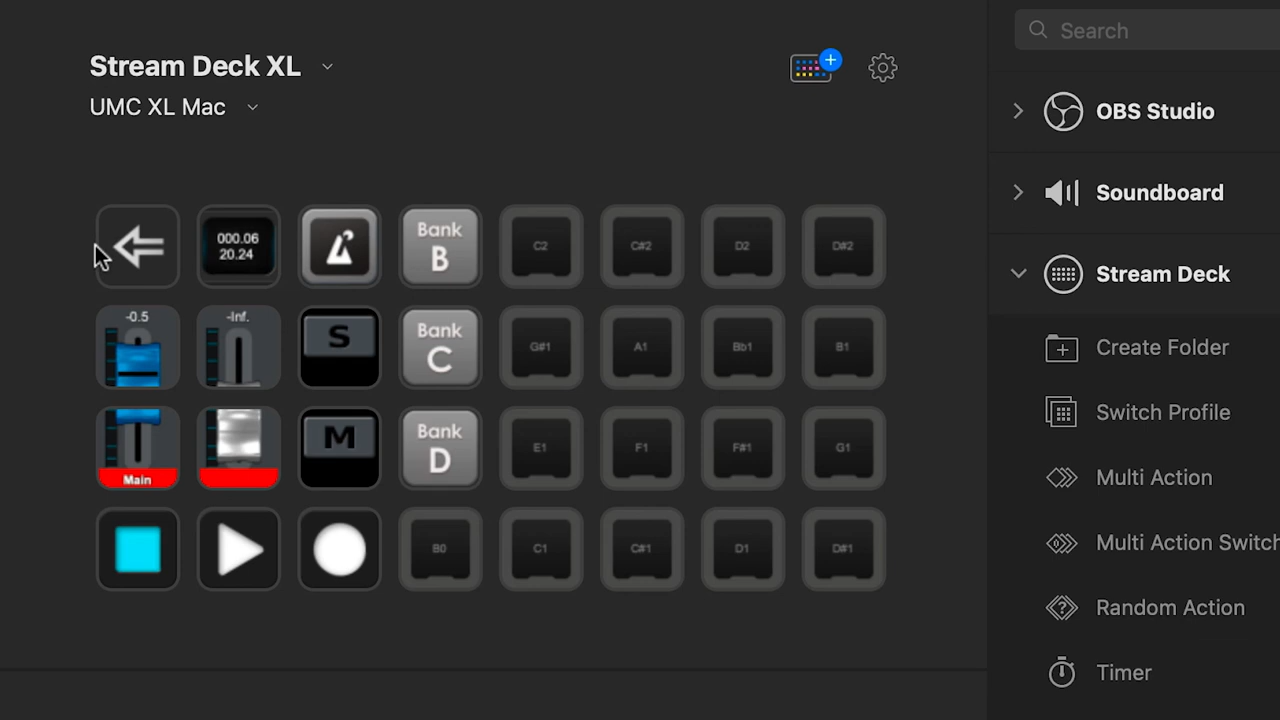 Stream Deck XL
UMC XL Mac
Search
OBS Studio
Soundboard
Stream Deck
Create Folder
Switch Profile
Multi Action
Multi Action Switch
Random Action
Timer
000.06
20.24
Bank
B
C2
C#2
D2
D#2
-0.5
-Inf.
S
Bank
C
G#1
A1
Bb1
B1
Main
M
Bank
D
E1
F1
F#1
G1
B0
C1
C#1
D1
D#1